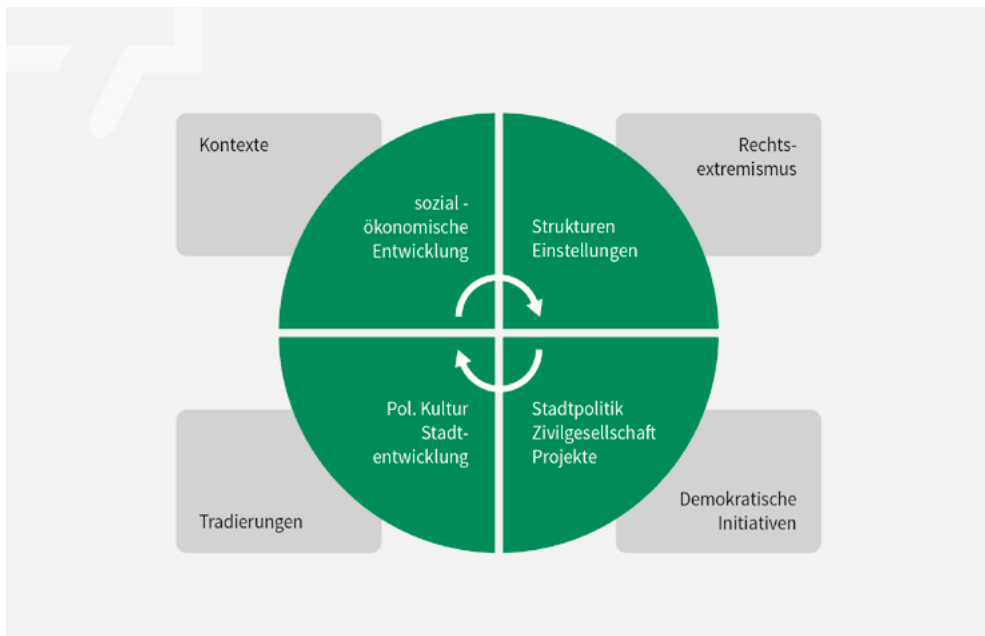 Kontexte
Rechts-
extremismus
sozial -
ökonomische
Entwicklung
Strukturen
Einstellungen
Pol. Kultur
Stadt-
entwicklung
Stadtpolitik
Zivilgesellschaft
Projekte
Tradierungen
Demokratische
Initiativen